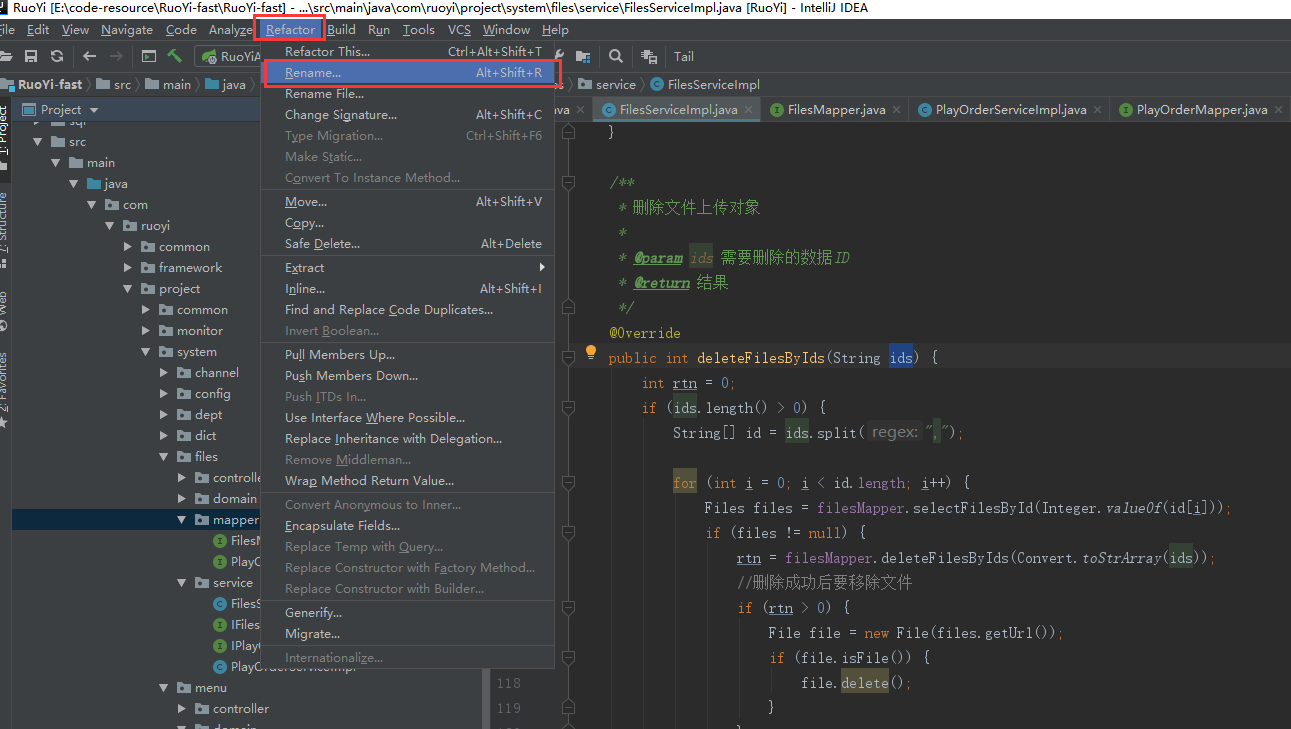 RuoYi [E:\code-resource\RuoYi-fast\RuoYi-fast] - ...\src\main\java\com\ruoyi\project\system\files\service\FilesServiceImpl.java [RuoYi] - IntelliJ IDEA
File Edit View Navigate Code Analyze Refactor Build Run Tools VCS Window Help
RuoYiA
Tail
RuoYi-fast src main java
service FilesServiceImpl
Project
FilesServiceImpl.java FilesMapper.java PlayOrderServiceImpl.java PlayOrderMapper.java
1: Project
7: Structure
Web
2: Favorites
sql
src
main
java
com
ruoyi
common
framework
project
common
monitor
system
channel
config
dept
dict
files
controlle
domain
mapper
FilesM
PlayO
service
FilesS
IFiles
IPlayO
PlayOrderServiceImpl
menu
controller
domain
Refactor This... Ctrl+Alt+Shift+T
Rename... Alt+Shift+R
Rename File...
Change Signature... Alt+Shift+C
Type Migration... Ctrl+Shift+F6
Make Static...
Convert To Instance Method...
Move... Alt+Shift+V
Copy...
Safe Delete... Alt+Delete
Extract
Inline... Alt+Shift+I
Find and Replace Code Duplicates...
Invert Boolean...
Pull Members Up...
Push Members Down...
Push ITDs In...
Use Interface Where Possible...
Replace Inheritance with Delegation...
Remove Middleman...
Wrap Method Return Value...
Convert Anonymous to Inner...
Encapsulate Fields...
Replace Temp with Query...
Replace Constructor with Factory Method...
Replace Constructor with Builder...
Generify...
Migrate...
Internationalize...
}
/**
* 删除文件上传对象
*
* @param ids 需要删除的数据ID
* @return 结果
*/
@Override
public int deleteFilesByIds(String ids) {
int rtn = 0;
if (ids.length() > 0) {
String[] id = ids.split( regex: ",");
for (int i = 0; i < id.length; i++) {
Files files = filesMapper.selectFilesById(Integer.valueOf(id[i]));
if (files != null) {
rtn = filesMapper.deleteFilesByIds(Convert.toStrArray(ids));
//删除成功后要移除文件
if (rtn > 0) {
File file = new File(files.getUrl());
if (file.isFile()) {
118 file.delete();
119 }